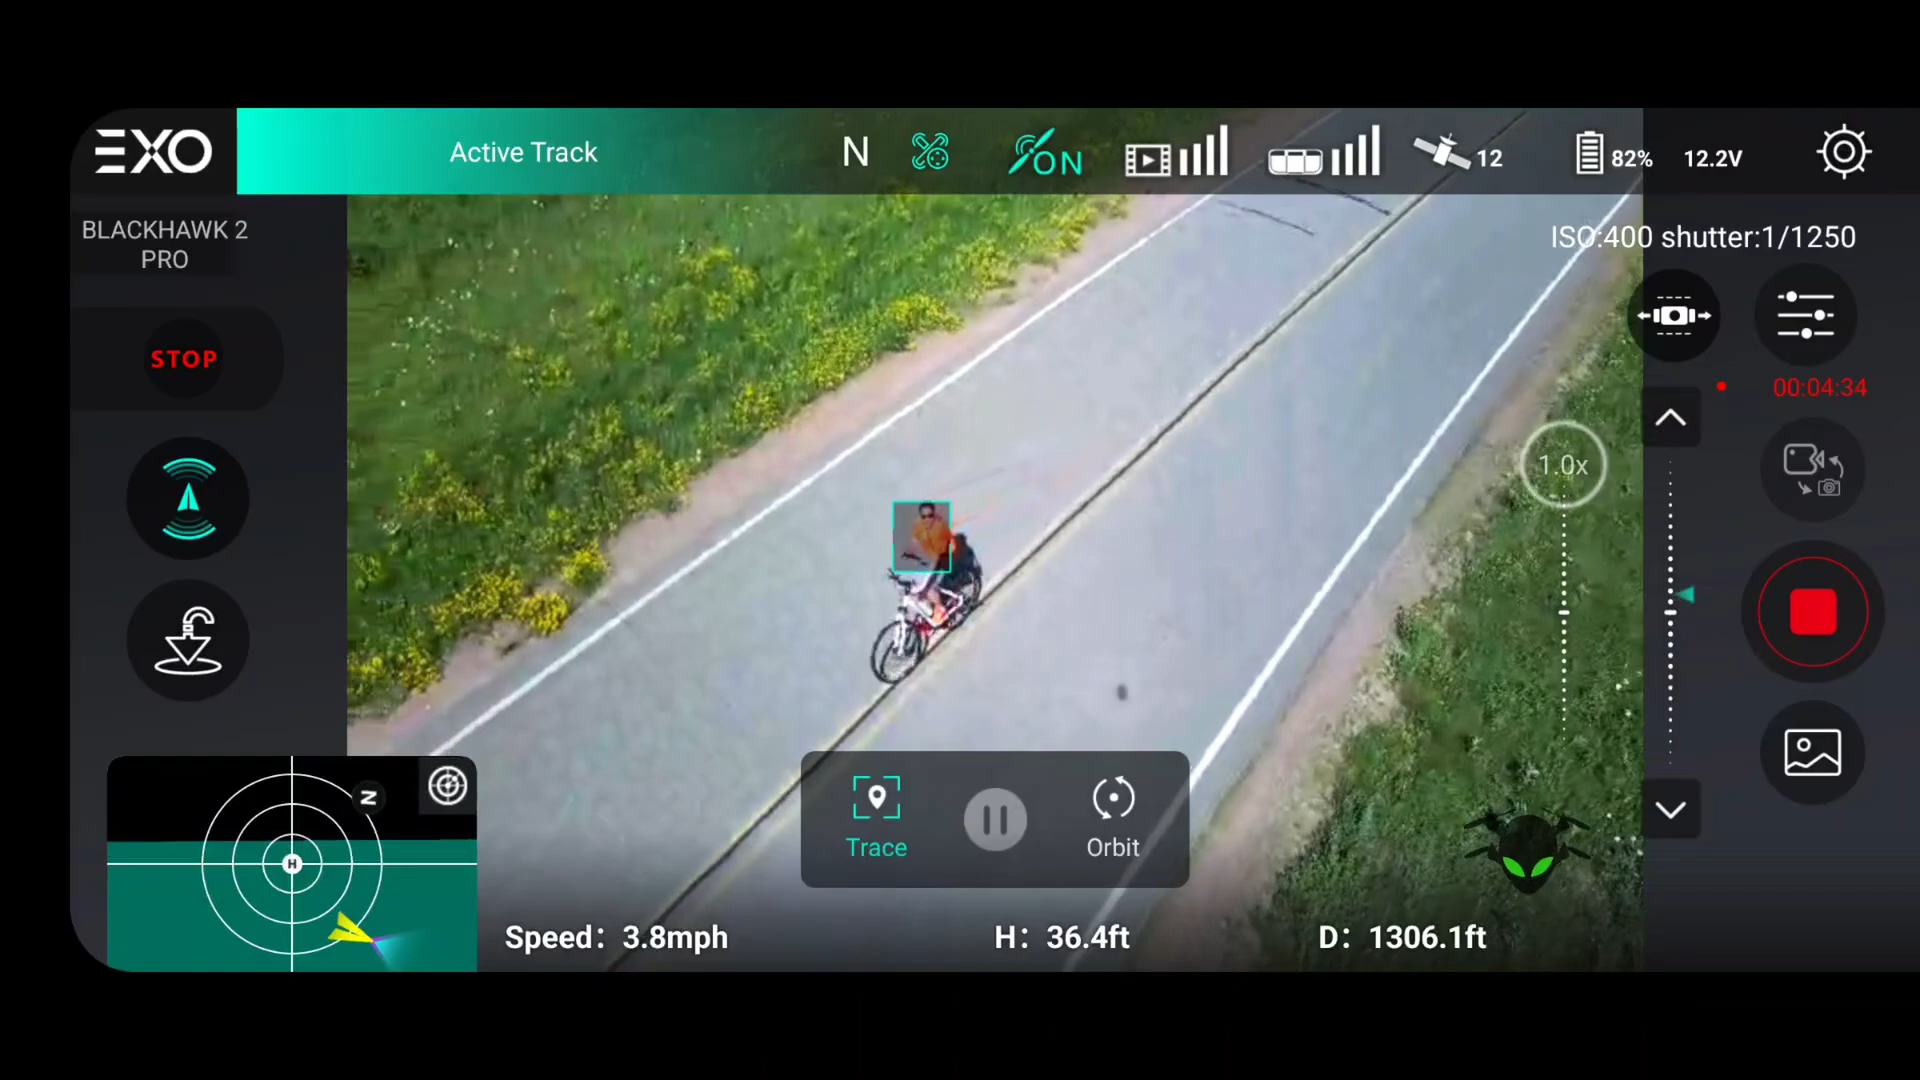 EXO
Active Track
N
ON
12
82%
12.2V
BLACKHAWK 2
PRO
ISO:400 shutter:1/1250
STOP
00:04:34
1.0x
N
H
Trace
Orbit
Speed: 3.8mph
H: 36.4ft
D: 1306.1ft